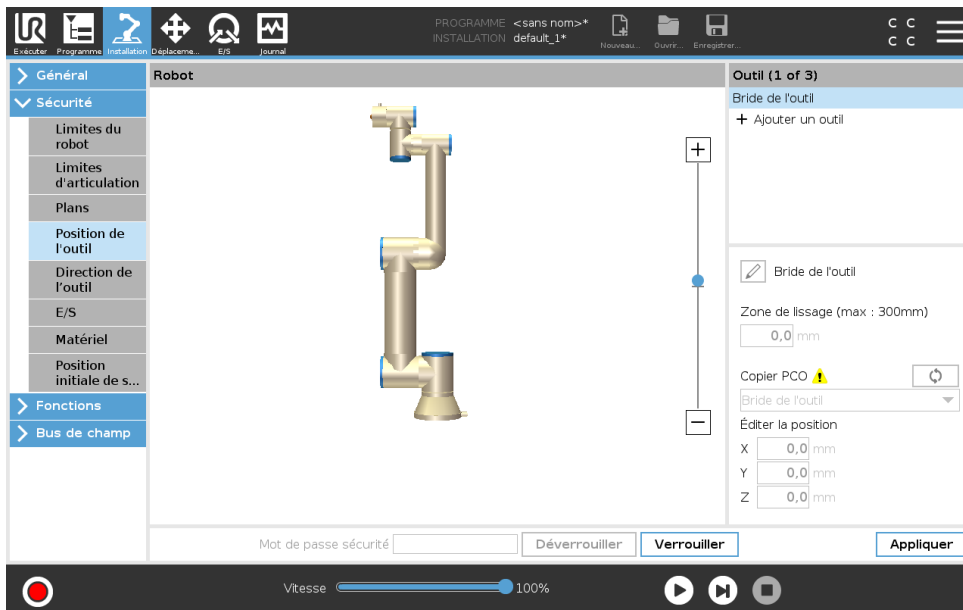 UR
PROGRAMME <sans nom>*
INSTALLATION default_1*
Exécuter
Programme
Installation
Déplaceme...
E/S
Journal
Nouveau...
Ouvrir...
Enregistrer...
C C
C C
Général
Sécurité
Limites du
robot
Limites
d'articulation
Plans
Position de
l'outil
Direction de
l'outil
E/S
Matériel
Position
initiale de s...
Fonctions
Bus de champ
Robot
Outil (1 of 3)
Bride de l'outil
+ Ajouter un outil
Bride de l'outil
Zone de lissage (max : 300mm)
0,0 mm
Copier PCO
Bride de l'outil
Éditer la position
X 0,0 mm
Y 0,0 mm
Z 0,0 mm
Mot de passe sécurité
Déverrouiller
Verrouiller
Appliquer
Vitesse 100%